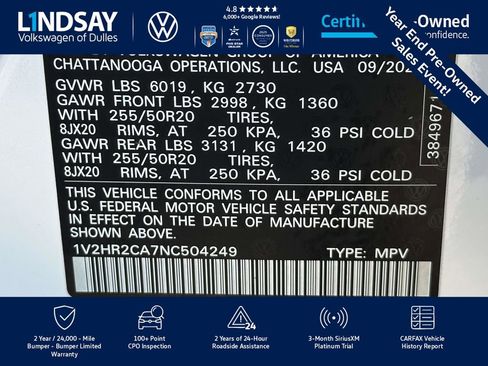 LINDSAY
Volkswagen of Dulles
4.8 ★★★★★
6,000+ Google Reviews!
Pre-Owned
Year End Pre-Owned
Sales Event!
CHATTANOOGA OPERATIONS, LLC. USA 09/202
GVWR LBS 6019, KG 2730
GAWR FRONT LBS 2998, KG 1360
WITH 255/50R20 TIRES,
8JX20 RIMS, AT 250 KPA, 36 PSI COLD
GAWR REAR LBS 3131, KG 1420
WITH 255/50R20 TIRES,
8JX20 RIMS, AT 250 KPA, 36 PSI COLD
THIS VEHICLE CONFORMS TO ALL APPLICABLE
U.S. FEDERAL MOTOR VEHICLE SAFETY STANDARDS
IN EFFECT ON THE DATE OF MANUFACTURE
SHOWN ABOVE.
1V2HR2CA7NC504249 TYPE: MPV
3849671
2 Year / 24,000 - Mile
Bumper - Bumper Limited
Warranty
100+ Point
CPO Inspection
24
2 Years of 24-Hour
Roadside Assistance
3-Month SiriusXM
Platinum Trial
CARFAX Vehicle
History Report